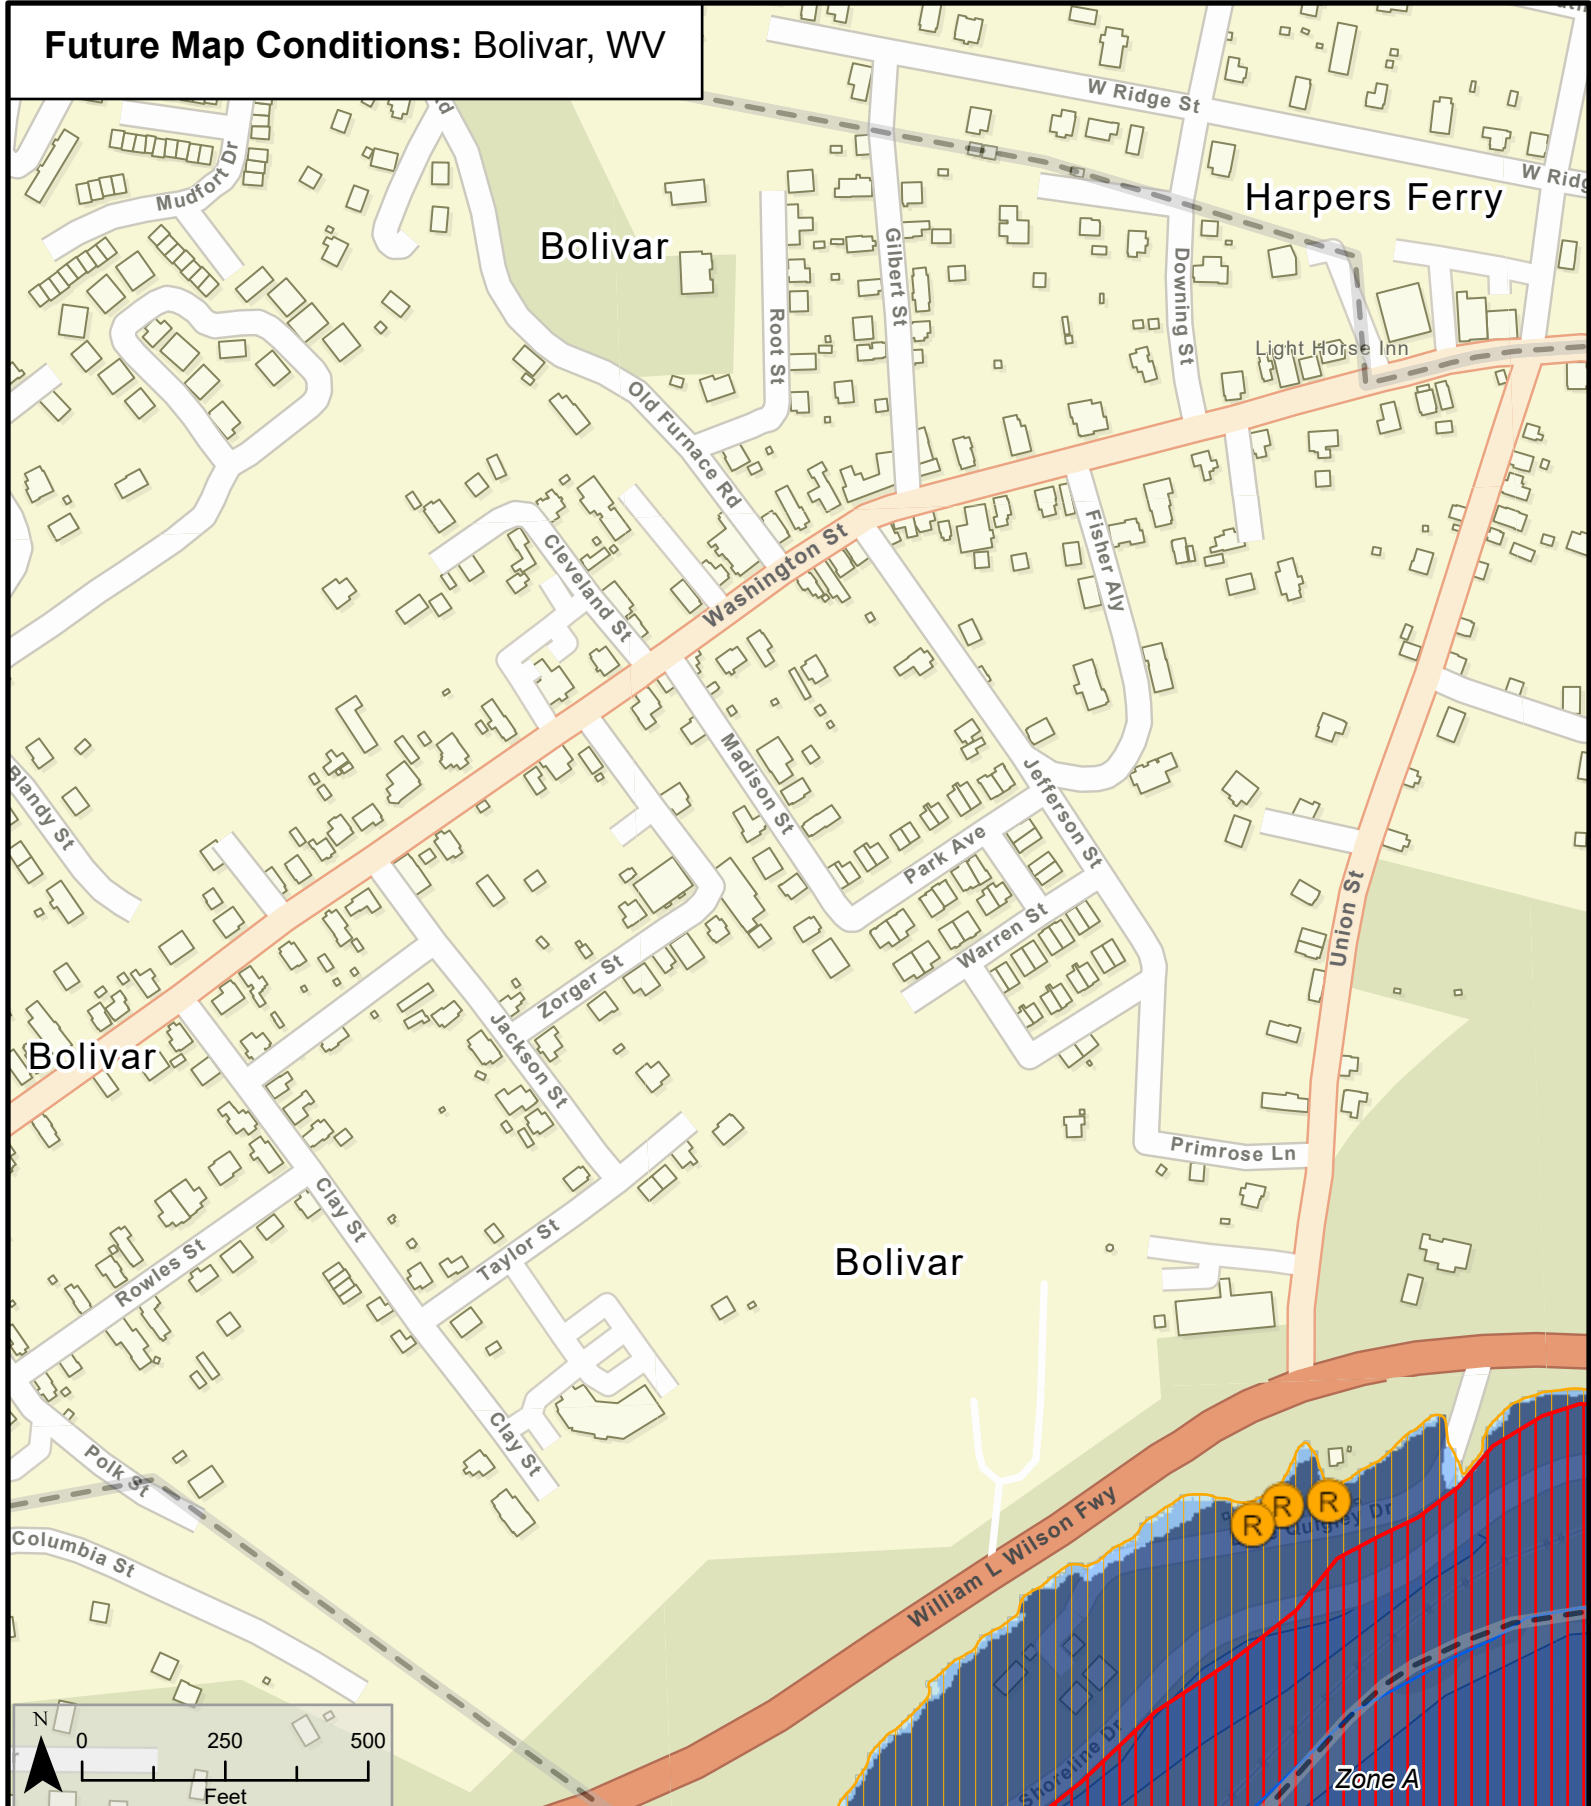 Future Map Conditions: Bolivar, WV
W Ridge St
W Ridg
Harpers Ferry
Mudfort Dr
Bolivar
Gilbert St
Downing St
Root St
Light Horse Inn
Old Furnace Rd
Washington St
Cleveland St
Fisher Aly
Madison St
Jefferson St
Blandy St
Park Ave
Warren St
Union St
Zorger St
Jackson St
Bolivar
Primrose Ln
Clay St
Taylor St
Rowles St
Bolivar
Clay St
Polk St
William L Wilson Fwy
R
R
R
Quigley Dr
Columbia St
Shoreline Dr
Zone A
N
0 250 500
Feet